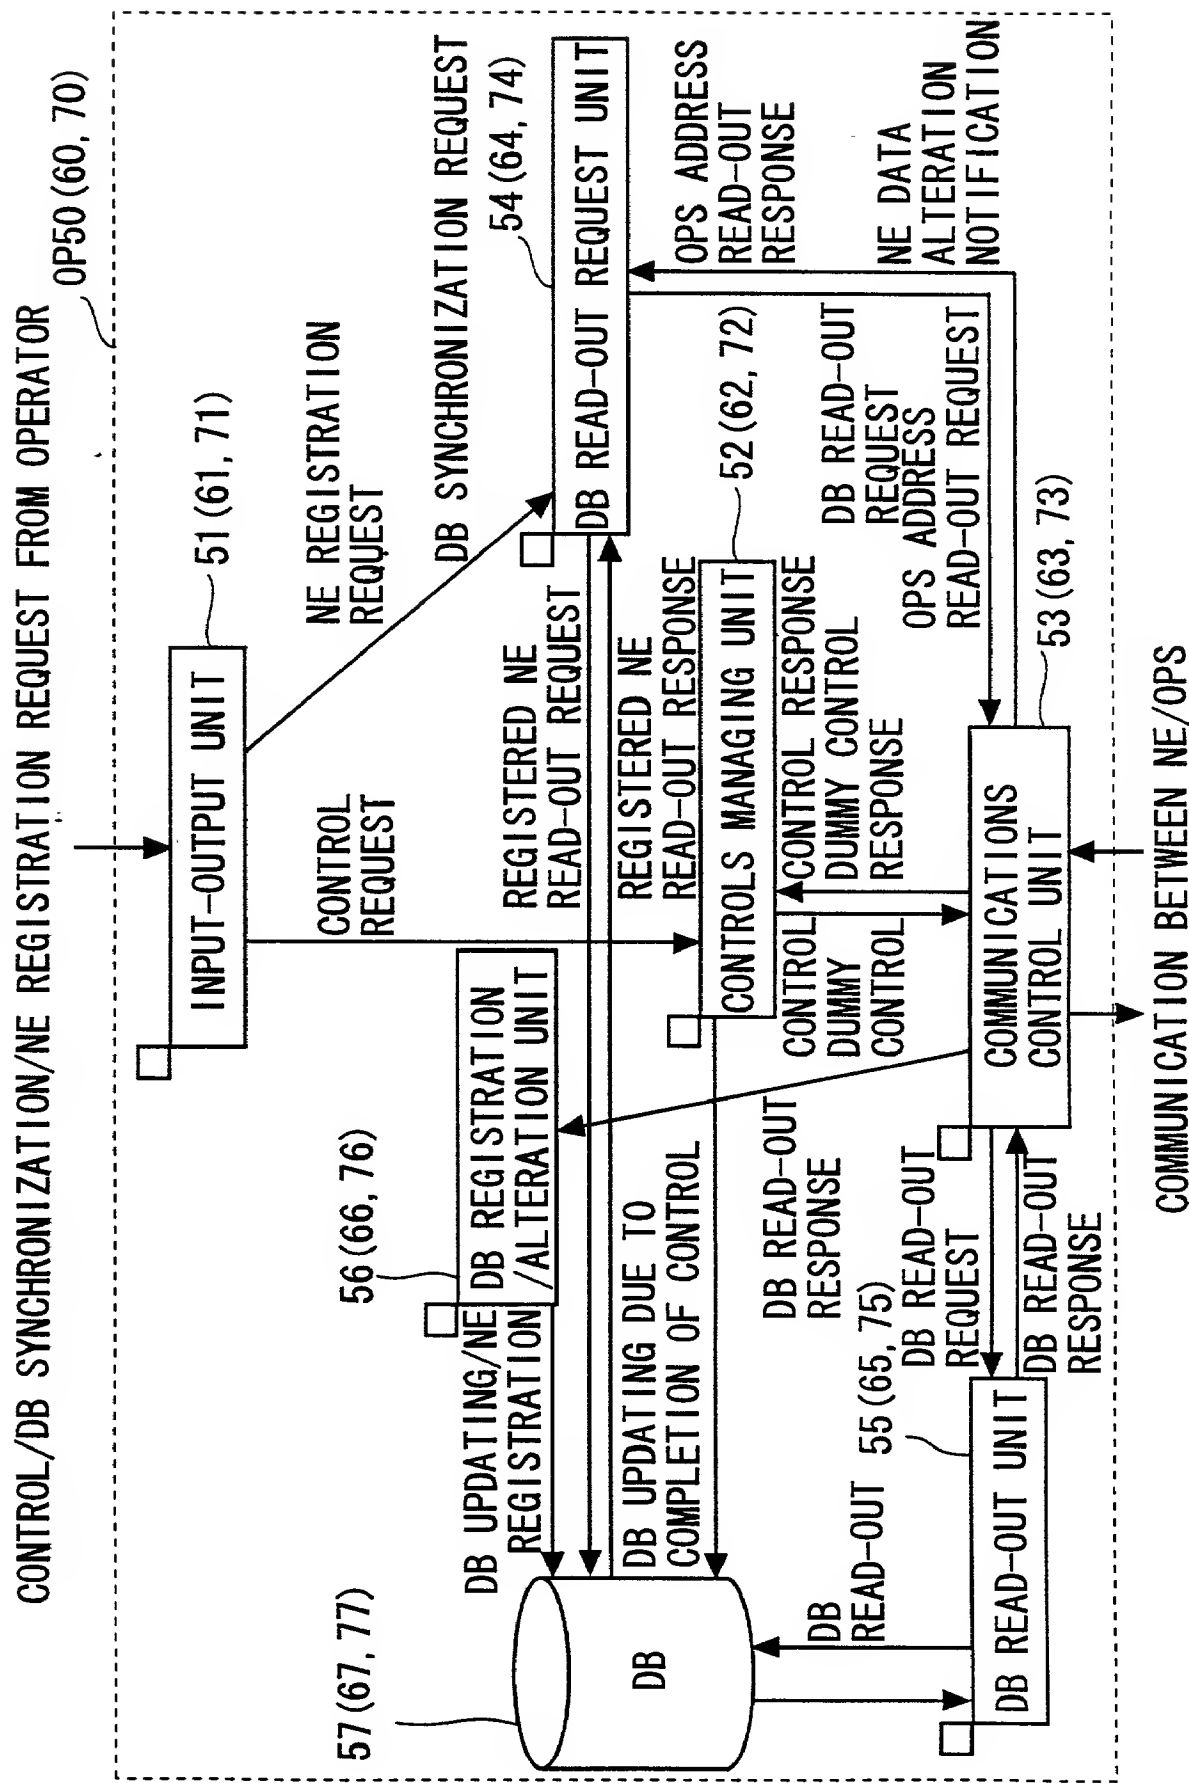 CONTROL/DB SYNCHRONIZATION/NE REGISTRATION REQUEST FROM OPERATOR
OP50(60, 70)
51(61, 71)
INPUT-OUTPUT UNIT
CONTROL
REQUEST
NE REGISTRATION
REQUEST
DB SYNCHRONIZATION REQUEST
54(64, 74)
DB READ-OUT REQUEST UNIT
56(66, 76)
DB REGISTRATION
/ALTERATION UNIT
57(67, 77)
DB
DB UPDATING/NE
REGISTRATION
REGISTERED NE
READ-OUT REQUEST
REGISTERED NE
READ-OUT RESPONSE
DB UPDATING DUE TO
COMPLETION OF CONTROL
52(62, 72)
CONTROLS MANAGING UNIT
OPS ADDRESS
READ-OUT
RESPONSE
NE DATA
ALTERATION
NOTIFICATION
DB READ-OUT
REQUEST
OPS ADDRESS
READ-OUT REQUEST
CONTROL
DUMMY
CONTROL
CONTROL RESPONSE
DUMMY CONTROL
RESPONSE
DB READ-OUT
RESPONSE
DB
READ-OUT
55(65, 75)
DB READ-OUT UNIT
DB READ-OUT
REQUEST
DB READ-OUT
RESPONSE
COMMUNICATIONS
CONTROL UNIT
53(63, 73)
COMMUNICATION BETWEEN NE/OPS